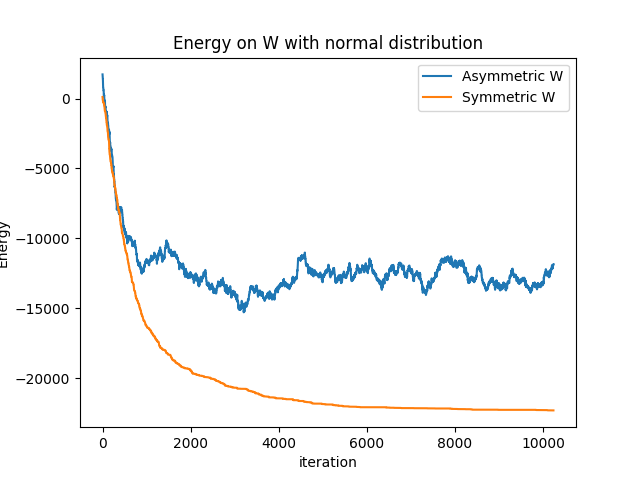 Energy on W with normal distribution
Asymmetric W
Symmetric W
Energy
0
−5000
−10000
−15000
−20000
0
2000
4000
6000
8000
10000
iteration